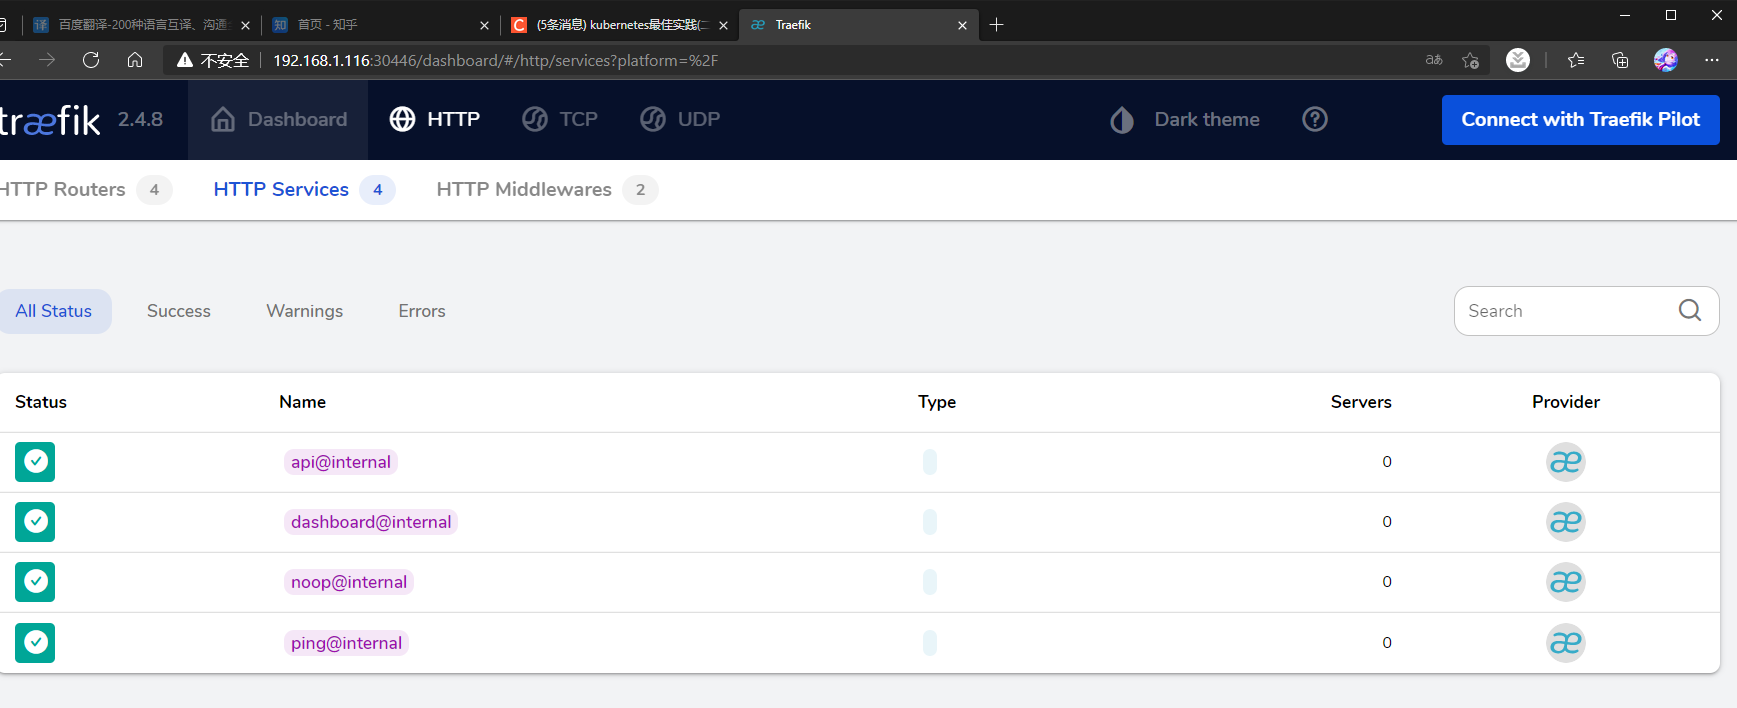 百度翻译-200种语言互译、沟通
首页 - 知乎
(5条消息) kubernetes最佳实践(二
Traefik
不安全
192.168.1.116:30446/dashboard/#/http/services?platform=%2F
træfik 2.4.8
Dashboard
HTTP
TCP
UDP
Dark theme
Connect with Traefik Pilot
HTTP Routers 4
HTTP Services 4
HTTP Middlewares 2
All Status
Success
Warnings
Errors
Search
Status Name Type Servers Provider
api@internal 0
dashboard@internal 0
noop@internal 0
ping@internal 0